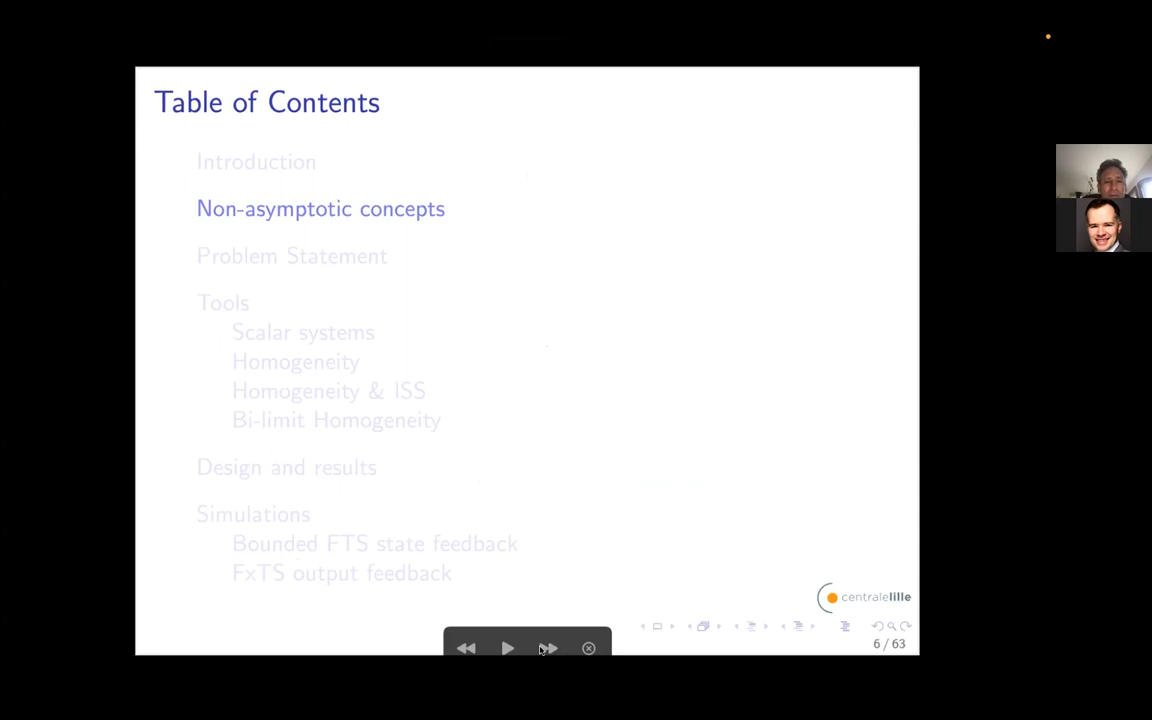 Table of Contents
Introduction
Non-asymptotic concepts
Problem Statement
Tools
Scalar systems
Homogeneity
Homogeneity & ISS
Bi-limit Homogeneity
Design and results
Simulations
Bounded FTS state feedback
FxTS output feedback
centralelille
6 / 63